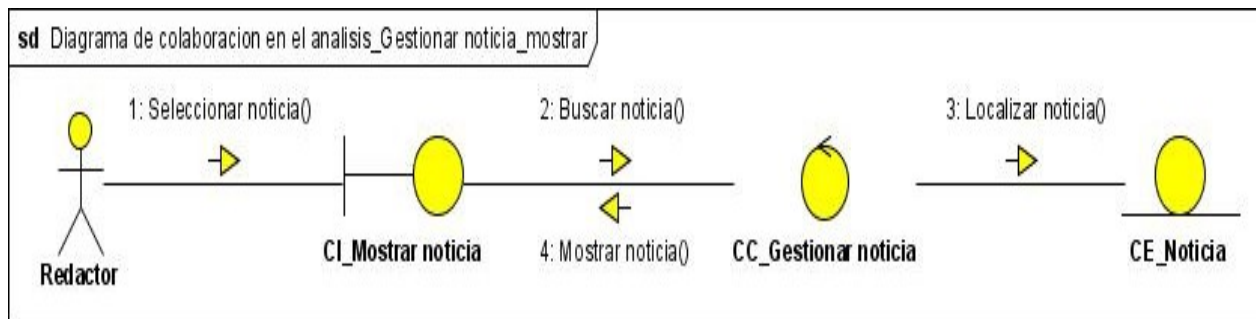 sd Diagrama de colaboracion en el analisis_Gestionar noticia_mostrar
1: Seleccionar noticia()
2: Buscar noticia()
3: Localizar noticia()
4: Mostrar noticia()
Redactor
CI_Mostrar noticia
CC_Gestionar noticia
CE_Noticia